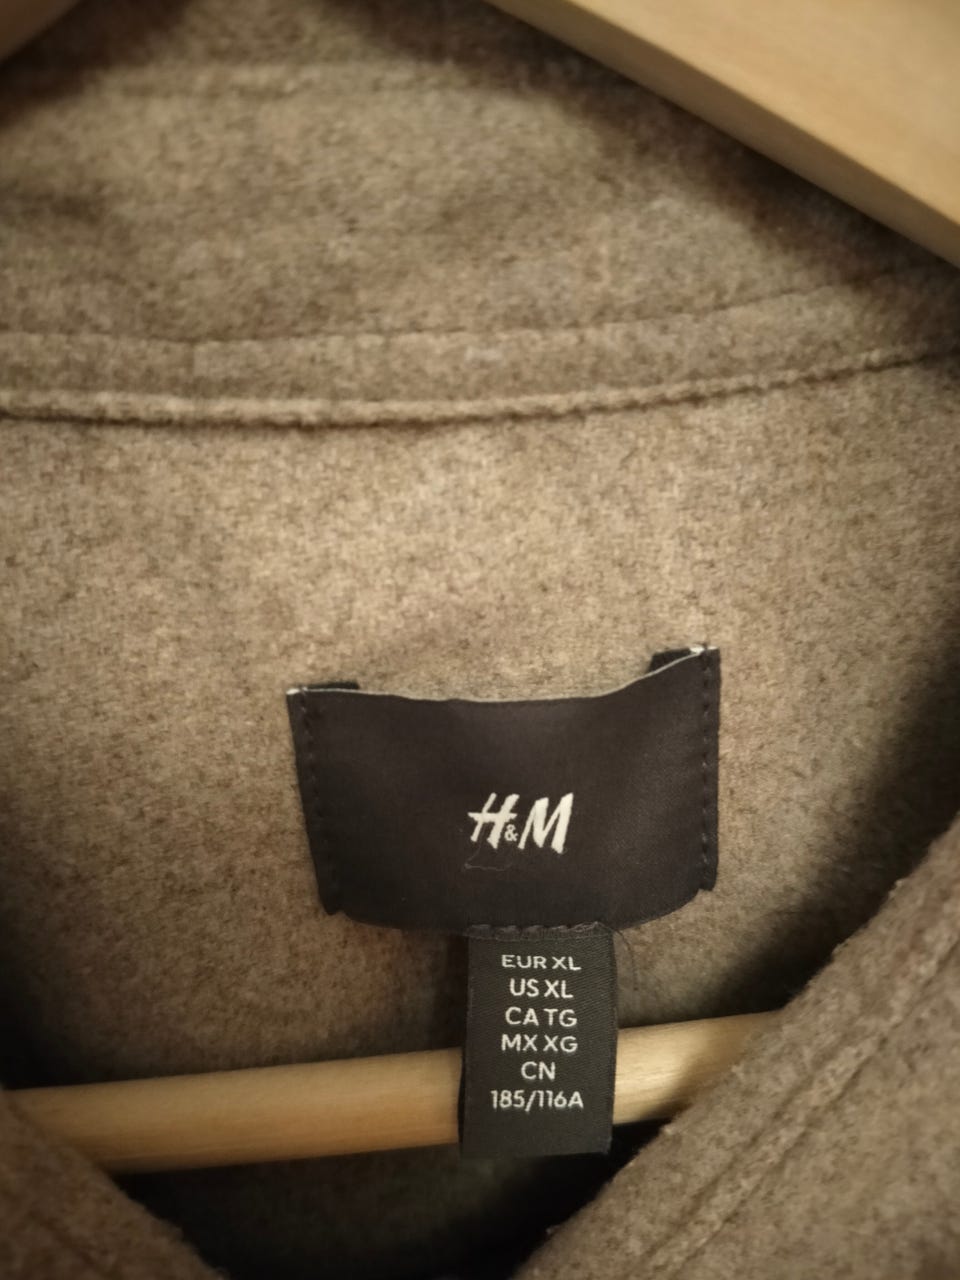 H&M
EUR XL
US XL
CA TG
MX XG
CN
185/116A